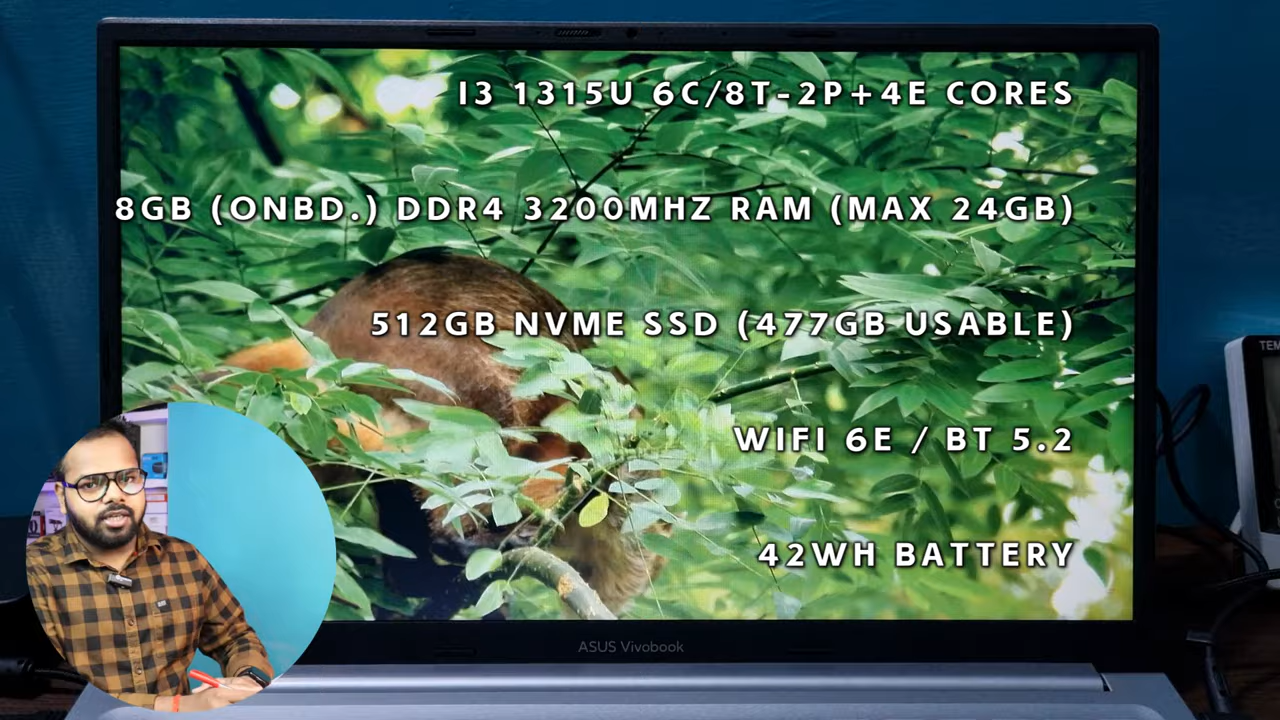 I3 1315U 6C/8T-2P+4E CORES
8GB (ONBD.) DDR4 3200MHZ RAM (MAX 24GB)
512GB NVME SSD (477GB USABLE)
WIFI 6E / BT 5.2
42WH BATTERY
ASUS Vivobook